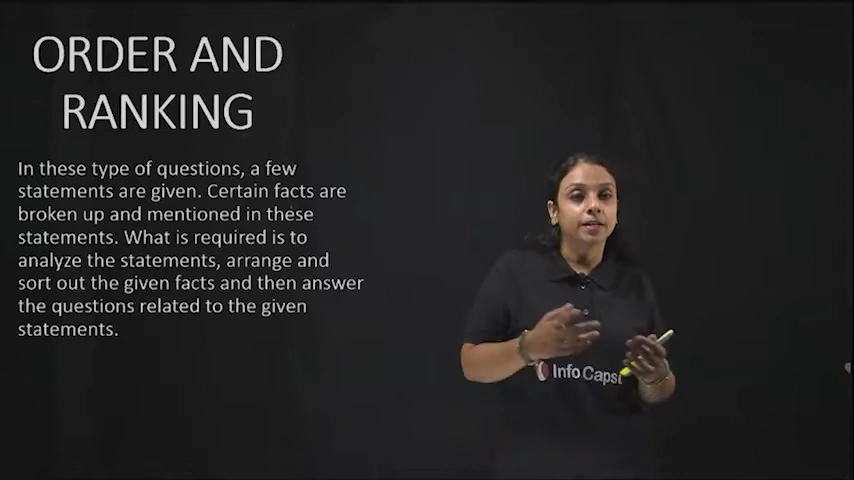 ORDER AND
RANKING
In these type of questions, a few
statements are given. Certain facts are
broken up and mentioned in these
statements. What is required is to
analyze the statements, arrange and
sort out the given facts and then answer
the questions related to the given
statements.
Info Capsu